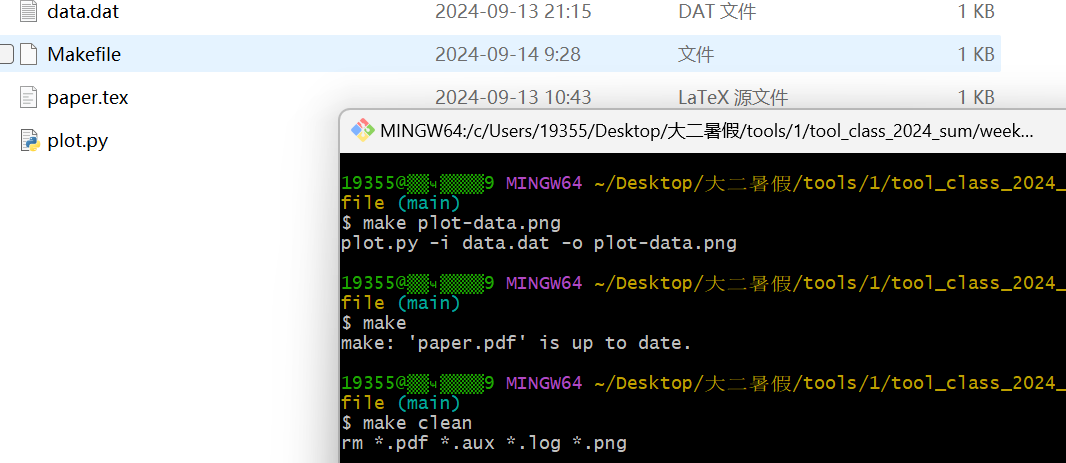 data.dat 2024-09-13 21:15 DAT 文件 1 KB
Makefile 2024-09-14 9:28 文件 1 KB
paper.tex 2024-09-13 10:43 LaTeX 源文件 1 KB
plot.py
MINGW64:/c/Users/19355/Desktop/大二暑假/tools/1/tool_class_2024_sum/week...
19355@▒▒ч▒▒▒▒9 MINGW64 ~/Desktop/大二暑假/tools/1/tool_class_2024_
file (main)
$ make plot-data.png
plot.py -i data.dat -o plot-data.png
19355@▒▒ч▒▒▒▒9 MINGW64 ~/Desktop/大二暑假/tools/1/tool_class_2024_
file (main)
$ make
make: 'paper.pdf' is up to date.
19355@▒▒ч▒▒▒▒9 MINGW64 ~/Desktop/大二暑假/tools/1/tool_class_2024_
file (main)
$ make clean
rm *.pdf *.aux *.log *.png